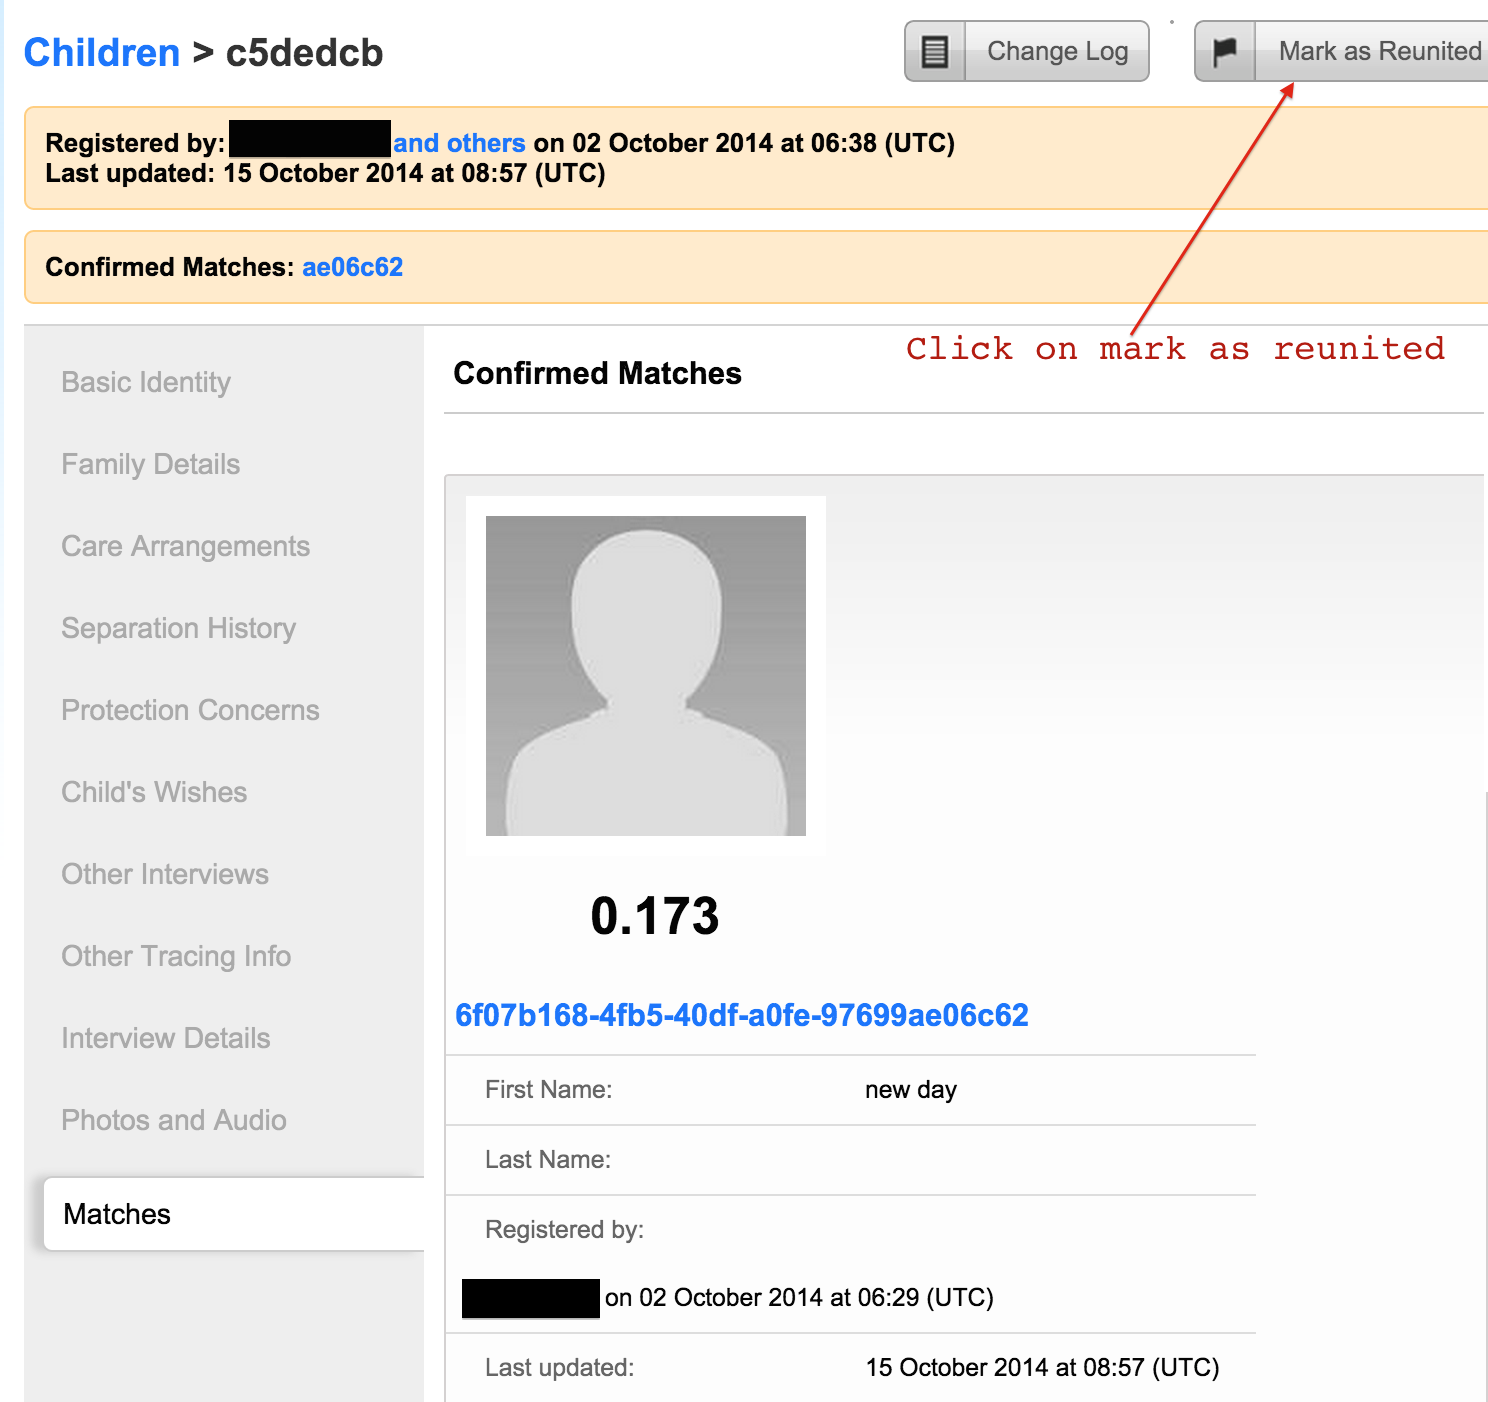 Children > c5dedcb
Change Log
Mark as Reunited
Registered by: and others on 02 October 2014 at 06:38 (UTC)
Last updated: 15 October 2014 at 08:57 (UTC)
Confirmed Matches: ae06c62
Click on mark as reunited
Basic Identity
Family Details
Care Arrangements
Separation History
Protection Concerns
Child's Wishes
Other Interviews
Other Tracing Info
Interview Details
Photos and Audio
Matches
Confirmed Matches
0.173
6f07b168-4fb5-40df-a0fe-97699ae06c62
First Name: new day
Last Name:
Registered by:
on 02 October 2014 at 06:29 (UTC)
Last updated: 15 October 2014 at 08:57 (UTC)